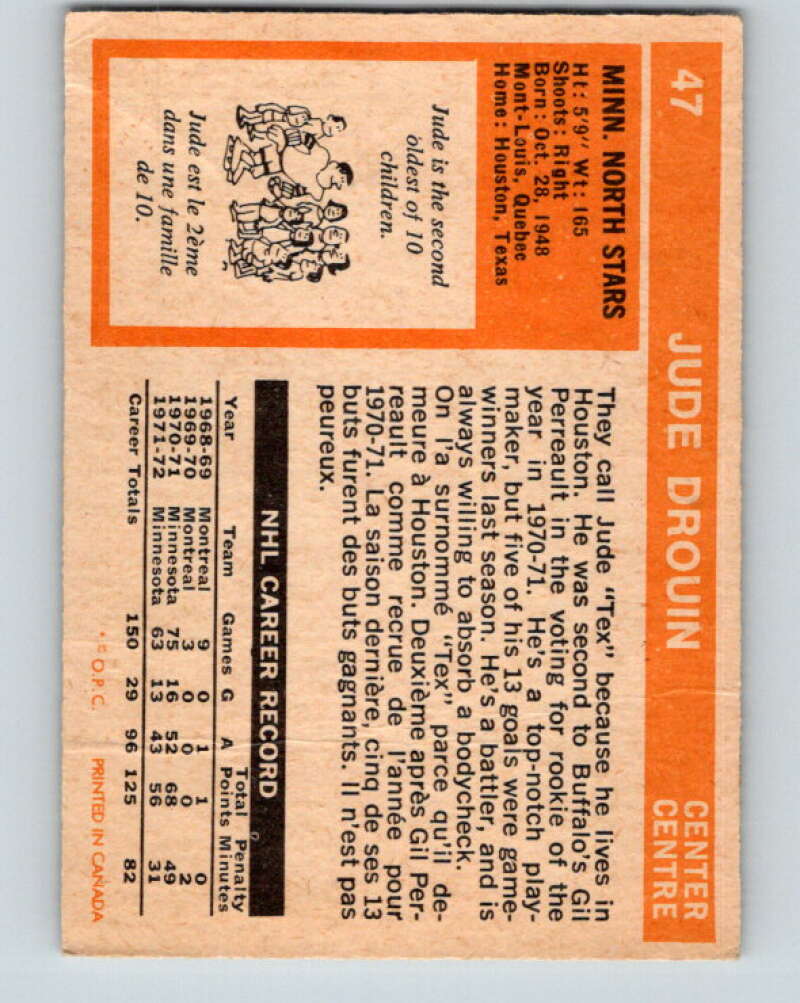 47 JUDE DROUIN CENTER
CENTRE
MINN. NORTH STARS
Ht: 5'9" Wt: 165
Shoots: Right
Born: Oct. 28, 1948
Mont-Louis, Quebec
Home: Houston, Texas
Jude is the second
oldest of 10
children.
Jude est le 2ème
dans une famille
de 10.
They call Jude "Tex" because he lives in
Houston. He was second to Buffalo's Gil
Perreault in the voting for rookie of the
year in 1970-71. He's a top-notch play-
maker, but five of his 13 goals were game-
winners last season. He's a battler, and is
always willing to absorb a bodycheck.
On l'a surnommé "Tex" parce qu'il de-
meure à Houston. Deuxième après Gil Per-
reault comme recrue de l'année pour
1970-71. La saison dernière, cinq de ses 13
buts furent des buts gagnants. Il n'est pas
peureux.
NHL CAREER RECORD
Total Penalty
Year Team Games G A Points Minutes
1968-69 Montreal 9 0 1 1 0
1969-70 Montreal 3 0 0 0 2
1970-71 Minnesota 75 16 52 68 49
1971-72 Minnesota 63 13 43 56 31
Career Totals 150 29 96 125 82
* © O.P.C. PRINTED IN CANADA